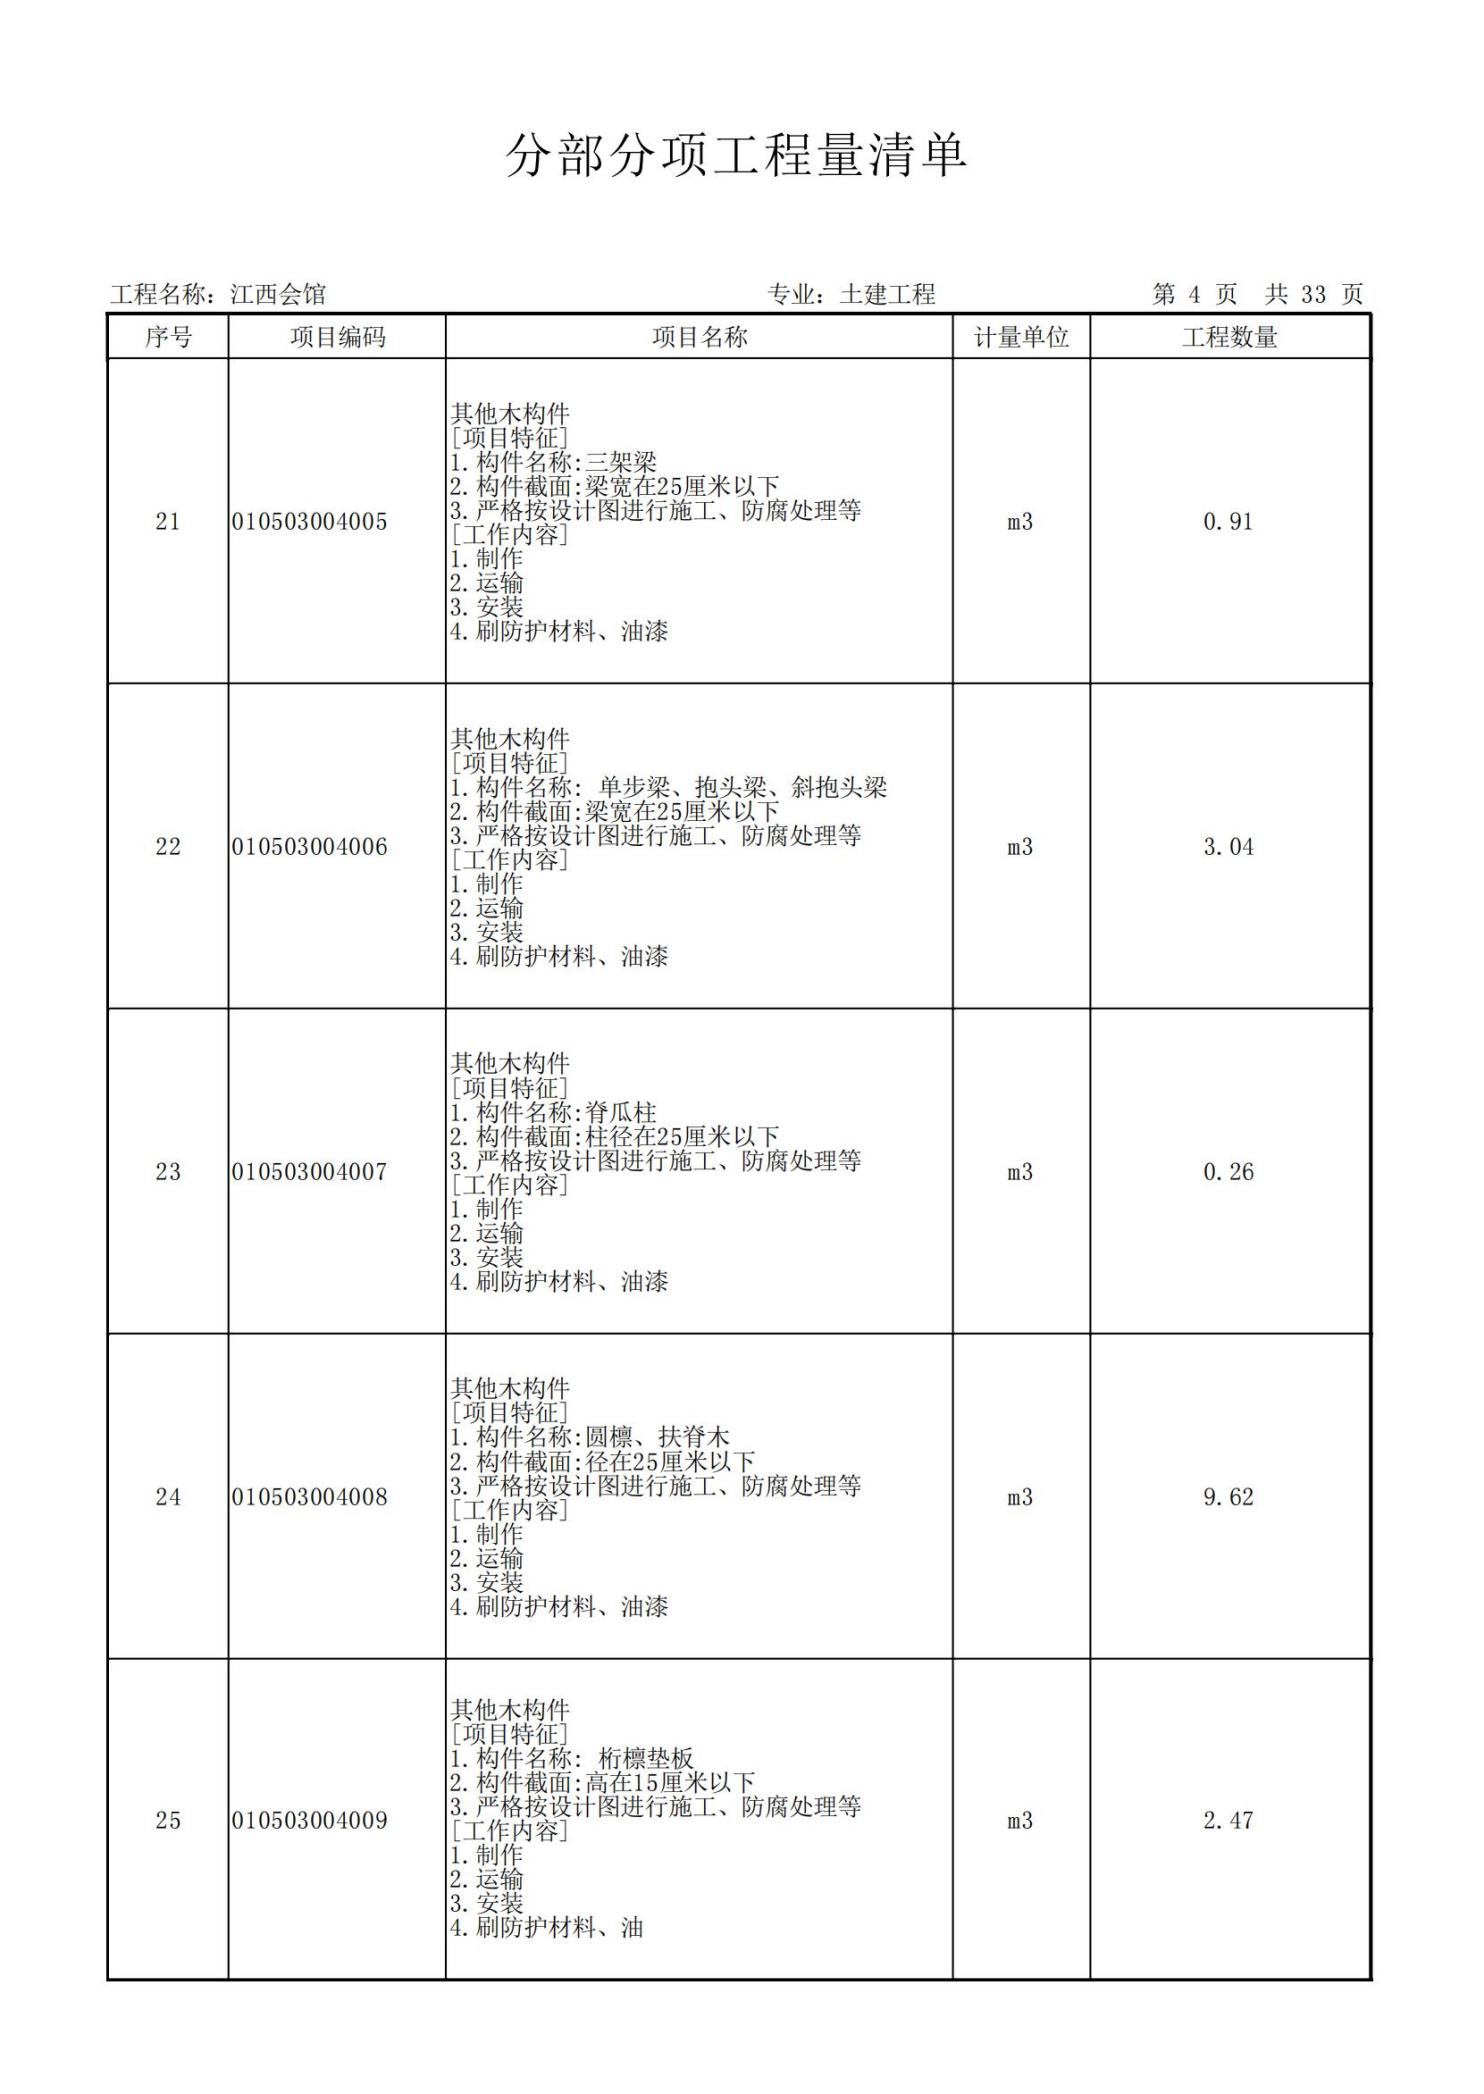 分部分项工程量清单
工程名称：江西会馆 专业：土建工程 第 4 页 共 33 页
序号 项目编码 项目名称 计量单位 工程数量
其他木构件
[项目特征]
1.构件名称:三架梁
2.构件截面:梁宽在25厘米以下
3.严格按设计图进行施工、防腐处理等
21 010503004005 m3 0.91
[工作内容]
1.制作
2.运输
3.安装
4.刷防护材料、油漆
其他木构件
[项目特征]
1.构件名称: 单步梁、抱头梁、斜抱头梁
2.构件截面:梁宽在25厘米以下
3.严格按设计图进行施工、防腐处理等
22 010503004006 m3 3.04
[工作内容]
1.制作
2.运输
3.安装
4.刷防护材料、油漆
其他木构件
[项目特征]
1.构件名称:脊瓜柱
2.构件截面:柱径在25厘米以下
3.严格按设计图进行施工、防腐处理等
23 010503004007 m3 0.26
[工作内容]
1.制作
2.运输
3.安装
4.刷防护材料、油漆
其他木构件
[项目特征]
1.构件名称:圆檩、扶脊木
2.构件截面:径在25厘米以下
3.严格按设计图进行施工、防腐处理等
24 010503004008 m3 9.62
[工作内容]
1.制作
2.运输
3.安装
4.刷防护材料、油漆
其他木构件
[项目特征]
1.构件名称: 桁檩垫板
2.构件截面:高在15厘米以下
3.严格按设计图进行施工、防腐处理等
25 010503004009 m3 2.47
[工作内容]
1.制作
2.运输
3.安装
4.刷防护材料、油